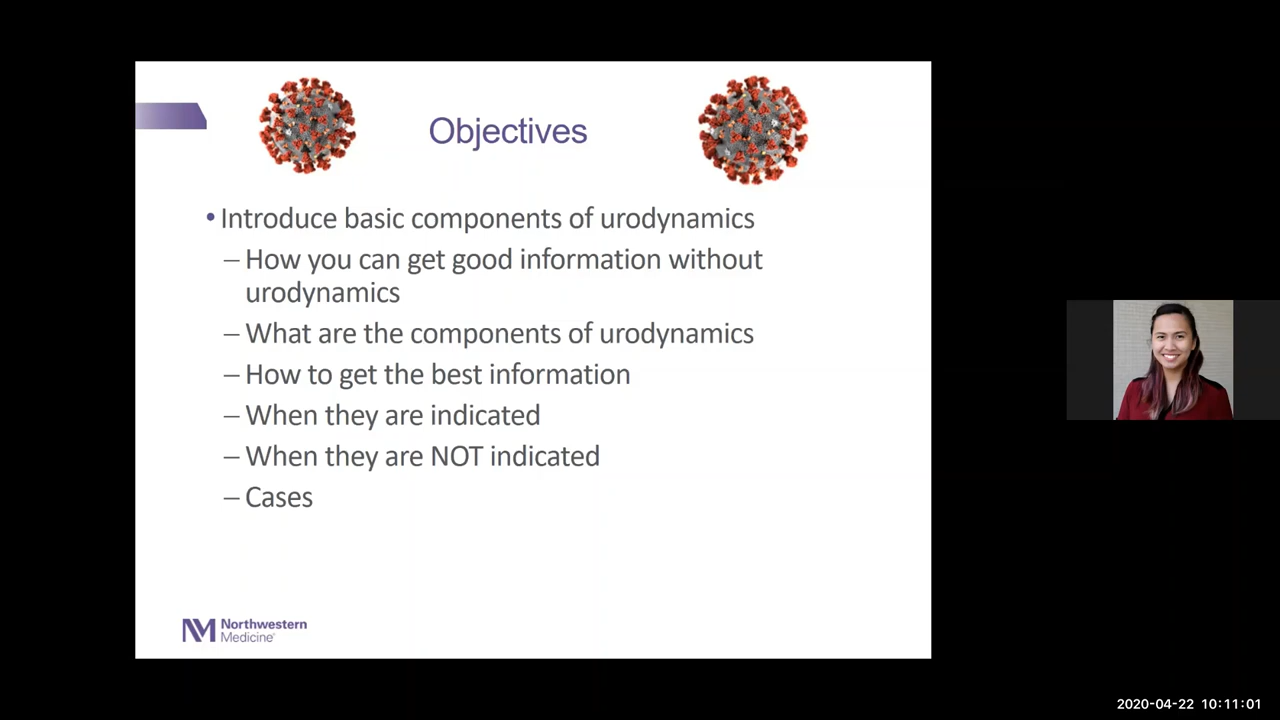 Objectives
• Introduce basic components of urodynamics
– How you can get good information without
urodynamics
– What are the components of urodynamics
– How to get the best information
– When they are indicated
– When they are NOT indicated
– Cases
NM Northwestern
Medicine®
2020-04-22 10:11:01